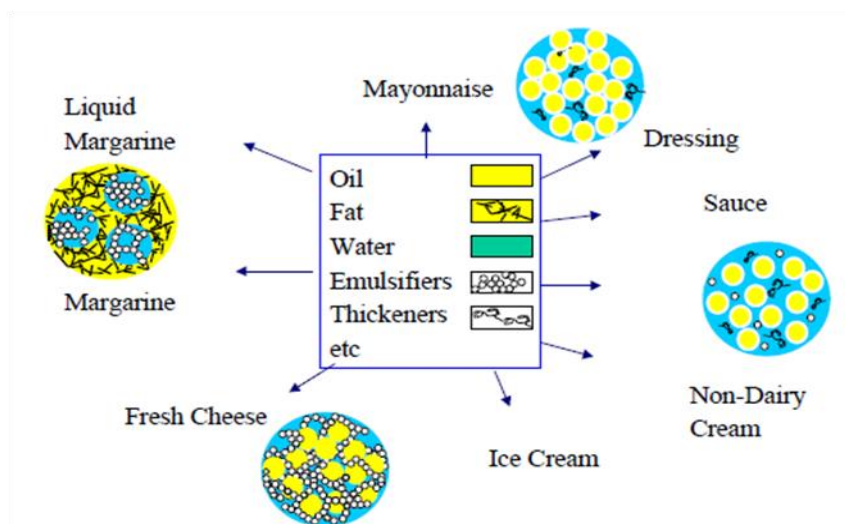 Mayonnaise
Liquid
Margarine
Dressing
Oil
Fat
Water
Emulsifiers
Thickeners
etc
Sauce
Margarine
Non-Dairy
Cream
Fresh Cheese
Ice Cream